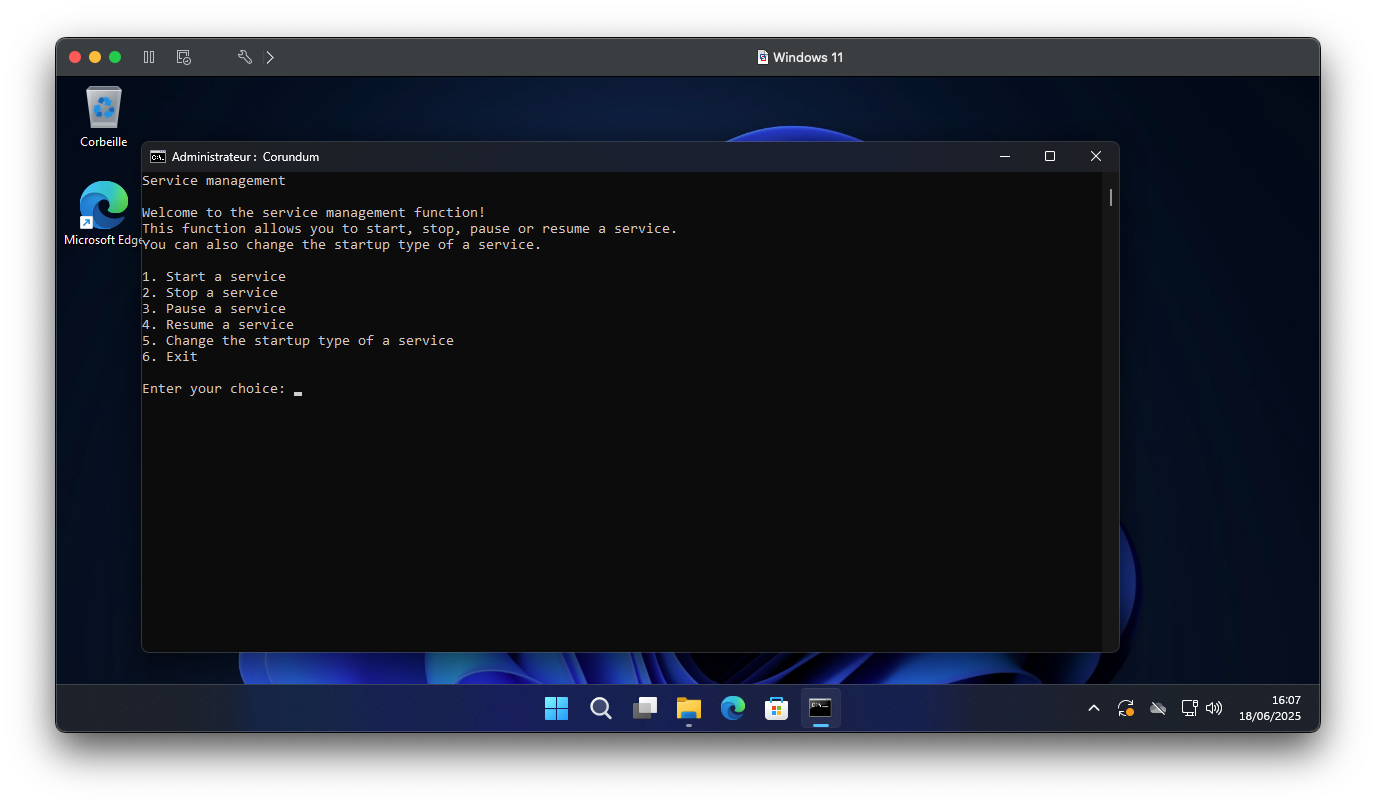 Windows 11
Corbeille
Microsoft Edge
Administrateur : Corundum
Service management
Welcome to the service management function!
This function allows you to start, stop, pause or resume a service.
You can also change the startup type of a service.
1. Start a service
2. Stop a service
3. Pause a service
4. Resume a service
5. Change the startup type of a service
6. Exit
Enter your choice:
16:07
18/06/2025